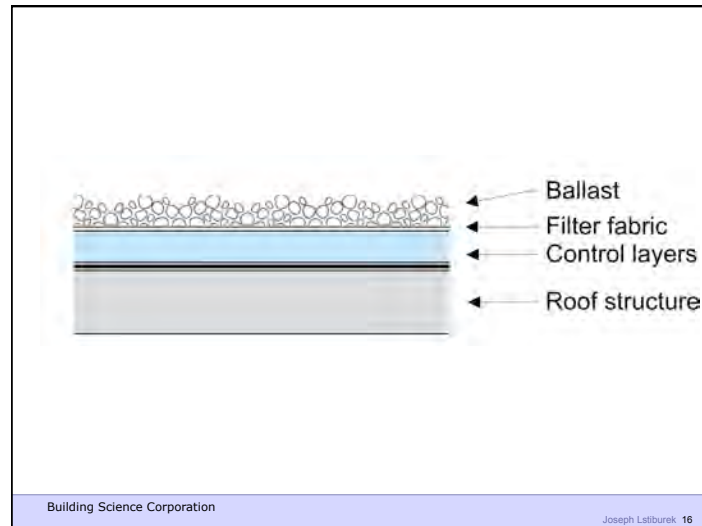 Ballast
Filter fabric
Control layers
Roof structure
Building Science Corporation
Joseph Lstiburek 16